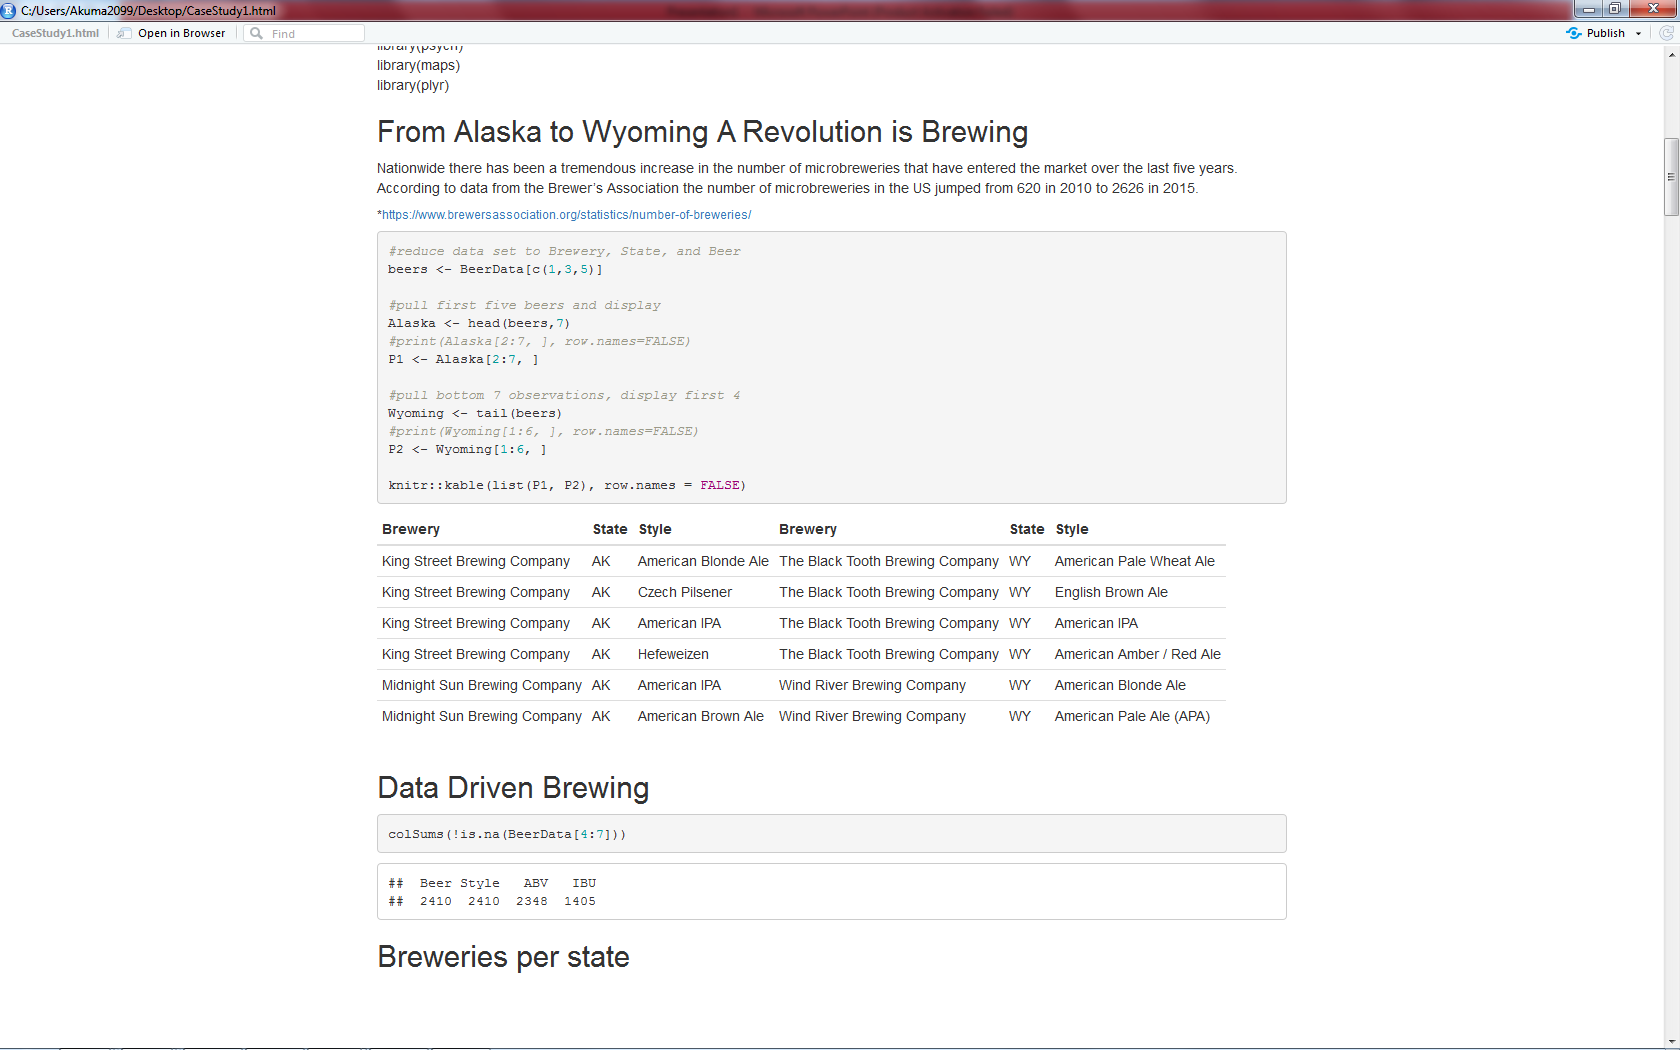 C:/Users/Akuma2099/Desktop/CaseStudy1.html
CaseStudy1.html Open in Browser Find Publish
library(psych)
library(maps)
library(plyr)
From Alaska to Wyoming A Revolution is Brewing
Nationwide there has been a tremendous increase in the number of microbreweries that have entered the market over the last five years.
According to data from the Brewer’s Association the number of microbreweries in the US jumped from 620 in 2010 to 2626 in 2015.
*https://www.brewersassociation.org/statistics/number-of-breweries/
#reduce data set to Brewery, State, and Beer
beers <- BeerData[c(1,3,5)]
#pull first five beers and display
Alaska <- head(beers,7)
#print(Alaska[2:7, ], row.names=FALSE)
P1 <- Alaska[2:7, ]
#pull bottom 7 observations, display first 4
Wyoming <- tail(beers)
#print(Wyoming[1:6, ], row.names=FALSE)
P2 <- Wyoming[1:6, ]
knitr::kable(list(P1, P2), row.names = FALSE)
Brewery State Style Brewery State Style
King Street Brewing Company AK American Blonde Ale The Black Tooth Brewing Company WY American Pale Wheat Ale
King Street Brewing Company AK Czech Pilsener The Black Tooth Brewing Company WY English Brown Ale
King Street Brewing Company AK American IPA The Black Tooth Brewing Company WY American IPA
King Street Brewing Company AK Hefeweizen The Black Tooth Brewing Company WY American Amber / Red Ale
Midnight Sun Brewing Company AK American IPA Wind River Brewing Company WY American Blonde Ale
Midnight Sun Brewing Company AK American Brown Ale Wind River Brewing Company WY American Pale Ale (APA)
Data Driven Brewing
colSums(!is.na(BeerData[4:7]))
## Beer Style ABV IBU
## 2410 2410 2348 1405
Breweries per state